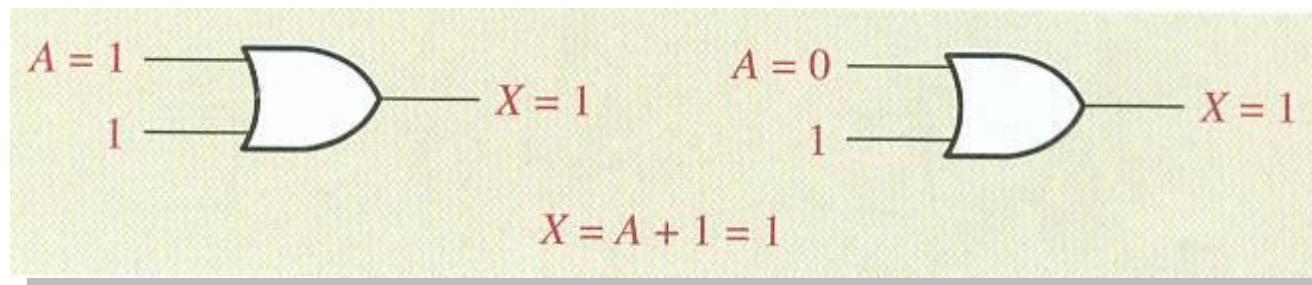 A = 1
1
X = 1
A = 0
1
X = 1
X = A + 1 = 1